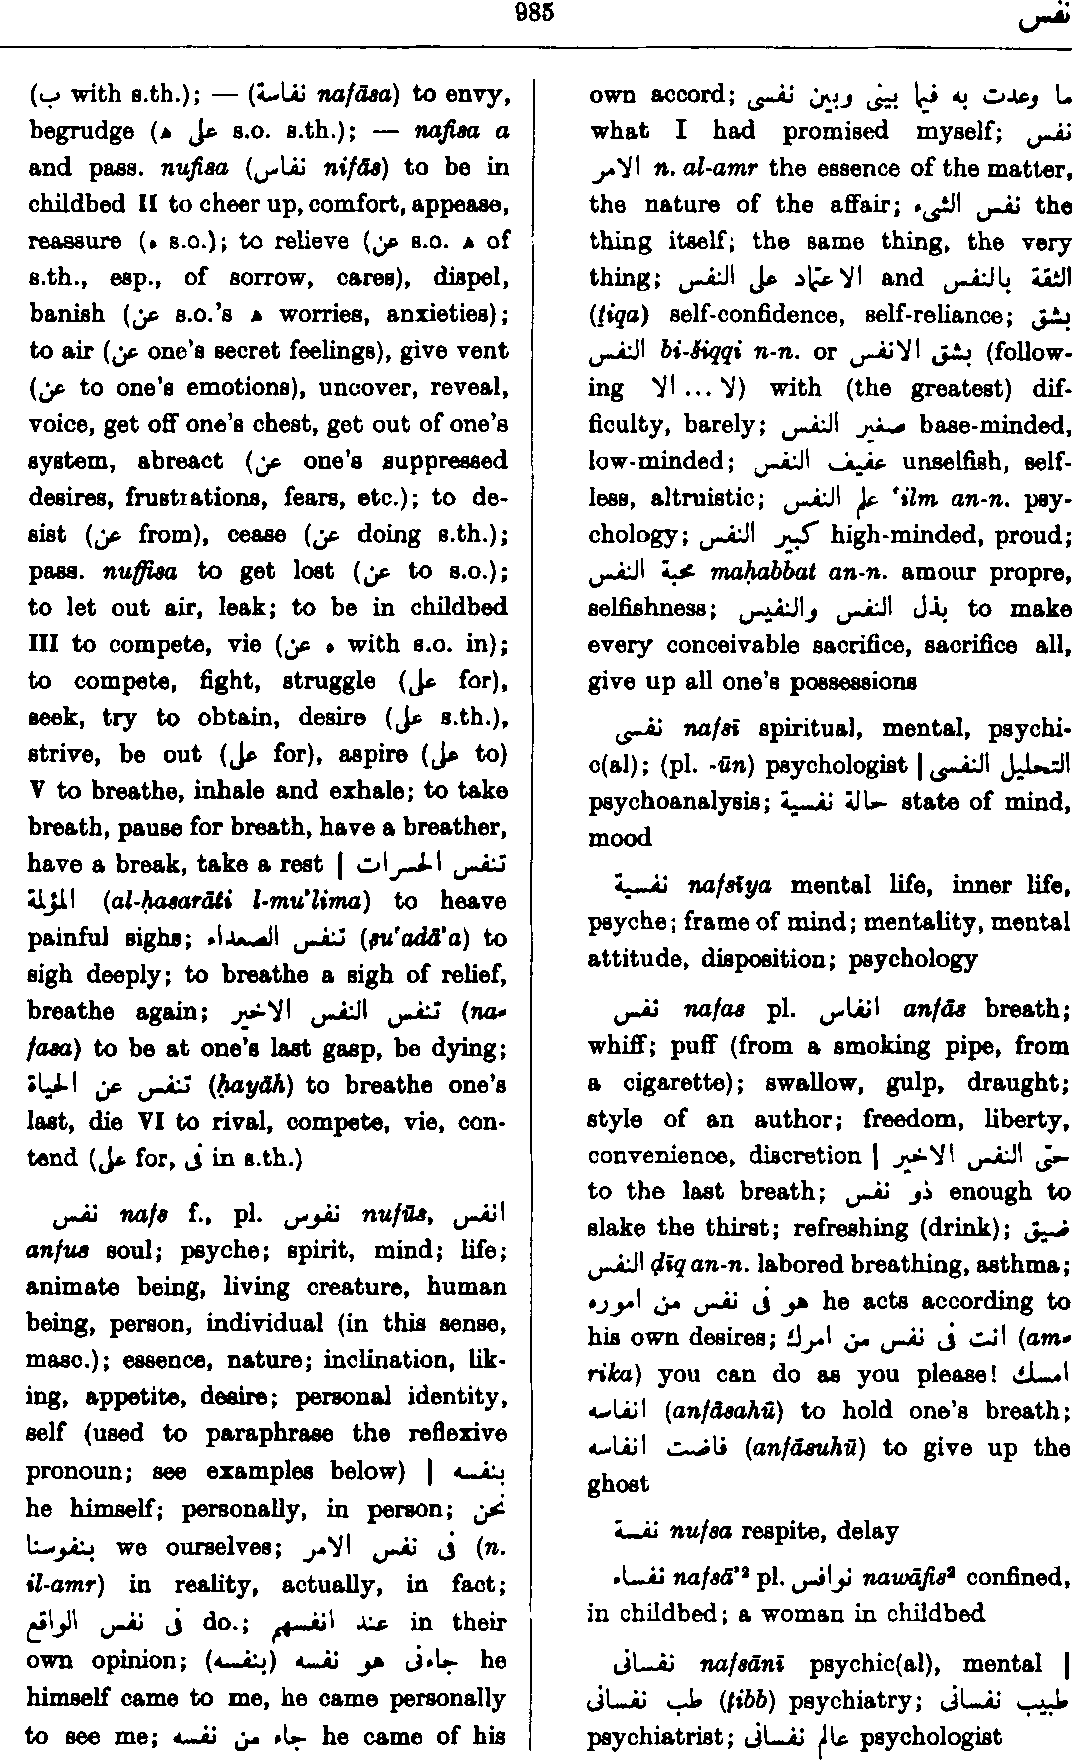 985
نفس
(ب with s.th.); — (نفاسة nafāsa) to envy,
begrudge (على ه s.o. s.th.); — nafisa a
and pass. nufisa (نفاس nifās) to be in
childbed II to cheer up, comfort, appease,
reassure (ه s.o.); to relieve (عن s.o. ه of
s.th., esp., of sorrow, cares), dispel,
banish (عن s.o.'s ه worries, anxieties);
to air (عن one's secret feelings), give vent
(عن to one's emotions), uncover, reveal,
voice, get off one's chest, get out of one's
system, abreact (عن one's suppressed
desires, frustrations, fears, etc.); to de-
sist (عن from), cease (عن doing s.th.);
pass. nuffisa to get lost (عن to s.o.);
to let out air, leak; to be in childbed
III to compete, vie (عن ه with s.o. in);
to compete, fight, struggle (على for),
seek, try to obtain, desire (على s.th.),
strive, be out (على for), aspire (على to)
V to breathe, inhale and exhale; to take
breath, pause for breath, have a breather,
have a break, take a rest | تنفس الحسرات
المؤلمة (al-ḥasarāti l-mu'lima) to heave
painful sighs; تنفس الصعداء (ṣu'adā'a) to
sigh deeply; to breathe a sigh of relief,
breathe again; تنفس النفس الاخير (na-
fasa) to be at one's last gasp, be dying;
تنفس عن الحياة (ḥayāh) to breathe one's
last, die VI to rival, compete, vie, con-
tend (على for, فى in s.th.)
نفس nafs f., pl. نفوس nufūs, انفس
anfus soul; psyche; spirit, mind; life;
animate being, living creature, human
being, person, individual (in this sense,
masc.); essence, nature; inclination, lik-
ing, appetite, desire; personal identity,
self (used to paraphrase the reflexive
pronoun; see examples below) | بنفسه
he himself; personally, in person; نحن
بنفوسنا we ourselves; فى نفس الامر (n.
il-amr) in reality, actually, in fact;
فى نفس الواقع do.; عند انفسهم in their
own opinion; جاءنى هو نفسه (بنفسه) he
himself came to me, he came personally
to see me; جاء من نفسه he came of his
own accord; ما وعدت به فيما بينى وبين نفسى
what I had promised myself; نفس
الامر n. al-amr the essence of the matter,
the nature of the affair; نفس الشىء the
thing itself; the same thing, the very
thing; الاعتماد على النفس and الثقة بالنفس
(ṯiqa) self-confidence, self-reliance; بشق
النفس bi-šiqqi n-n. or بشق الانفس (follow-
ing لا ... الا) with (the greatest) dif-
ficulty, barely; صغير النفس base-minded,
low-minded; عفيف النفس unselfish, self-
less, altruistic; علم النفس 'ilm an-n. psy-
chology; كبير النفس high-minded, proud;
محبة النفس maḥabbat an-n. amour propre,
selfishness; بذل النفس والنفيس to make
every conceivable sacrifice, sacrifice all,
give up all one's possessions
نفسى nafsī spiritual, mental, psychi-
c(al); (pl. -ūn) psychologist | التحليل النفسى
psychoanalysis; حالة نفسية state of mind,
mood
نفسية nafsīya mental life, inner life,
psyche; frame of mind; mentality, mental
attitude, disposition; psychology
نفس nafas pl. انفاس anfās breath;
whiff; puff (from a smoking pipe, from
a cigarette); swallow, gulp, draught;
style of an author; freedom, liberty,
convenience, discretion | حتى النفس الاخير
to the last breath; ذو نفس enough to
slake the thirst; refreshing (drink); ضيق
النفس ḍīq an-n. labored breathing, asthma;
هو فى نفس من اموره he acts according to
his own desires; انت فى نفس من امرك (am-
rika) you can do as you please! امسك
انفاسه (anfāsahū) to hold one's breath;
فاضت انفاسه (anfāsuhū) to give up the
ghost
نفسة nufsa respite, delay
نفساء nafsā'² pl. نوافس nawāfis² confined,
in childbed; a woman in childbed
نفسانى nafsānī psychic(al), mental |
طب نفسانى (ṭibb) psychiatry; طبيب نفسانى
psychiatrist; عالم نفسانى psychologist